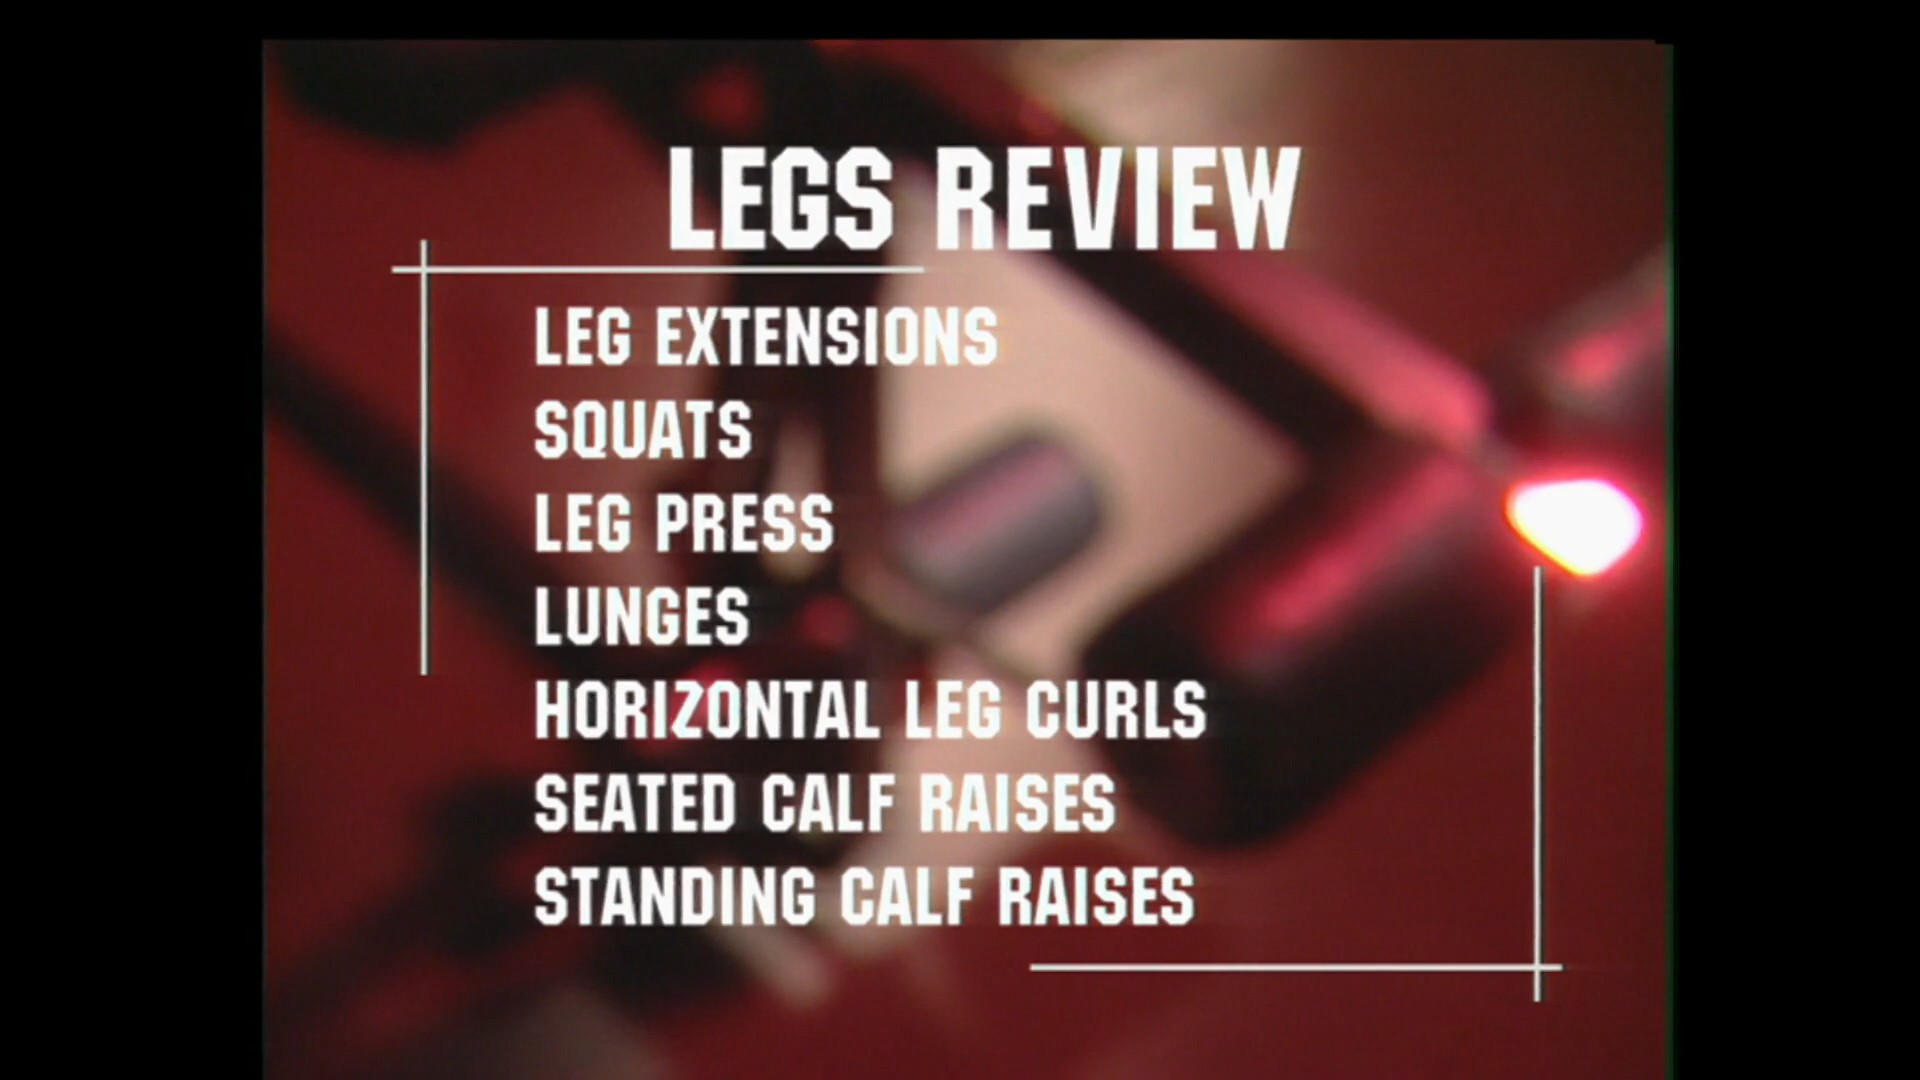 LEGS REVIEW
LEG EXTENSIONS
SQUATS
LEG PRESS
LUNGES
HORIZONTAL LEG CURLS
SEATED CALF RAISES
STANDING CALF RAISES